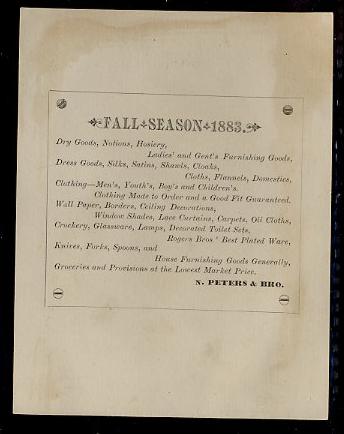 FALL SEASON 1883.
Dry Goods, Notions, Hosiery,
Ladies' and Gent's Furnishing Goods,
Dress Goods, Silks, Satins, Shawls, Cloaks,
Cloths, Flannels, Domestics,
Clothing—Men's, Youth's, Boy's and Children's.
Clothing Made to Order and a Good Fit Guaranteed.
Wall Paper, Borders, Ceiling Decorations,
Window Shades, Lace Curtains, Carpets, Oil Cloths,
Crockery, Glassware, Lamps, Decorated Toilet Sets.
Rogers Bros' Best Plated Ware,
Knives, Forks, Spoons, and
House Furnishing Goods Generally,
Groceries and Provisions at the Lowest Market Price.
N. PETERS & BRO.